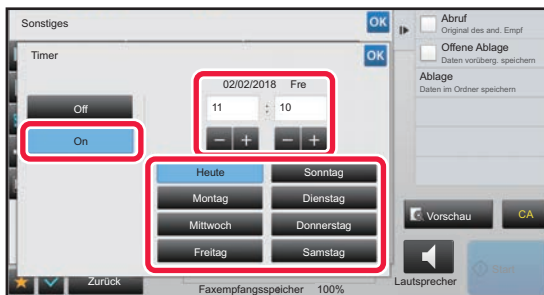 Sonstiges
OK
Timer
OK
02/02/2018 Fre
11 : 10
Off
On
− +
− +
Heute
Sonntag
Montag
Dienstag
Mittwoch
Donnerstag
Freitag
Samstag
Zurück
Faxempfangsspeicher 100%
Abruf
Original des and. Empf
Offene Ablage
Daten vorüberg. speichern
Ablage
Daten im Ordner speichern
Vorschau
CA
Lautsprecher
Start